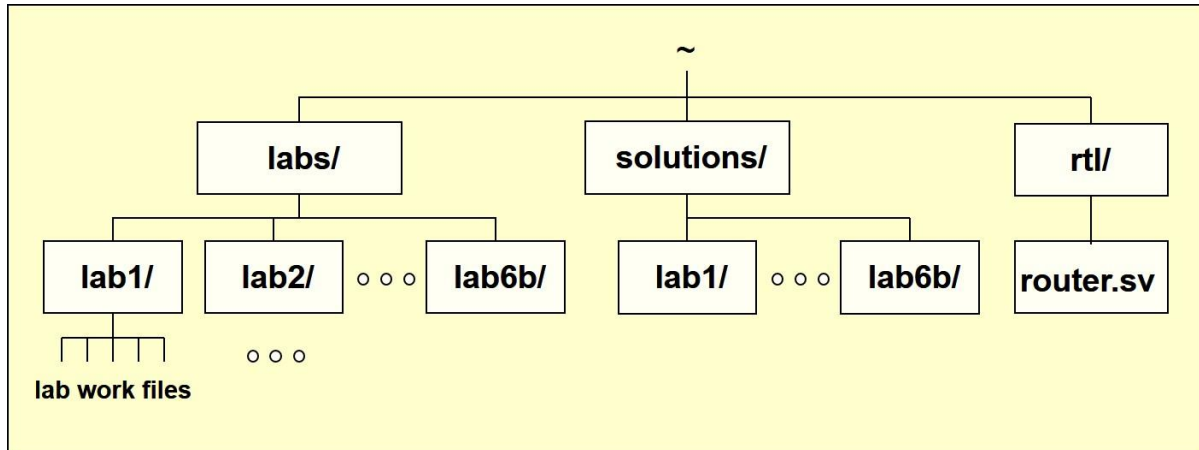 ~
labs/ solutions/ rtl/
lab1/ lab2/ lab6b/ lab1/ lab6b/ router.sv
lab work files